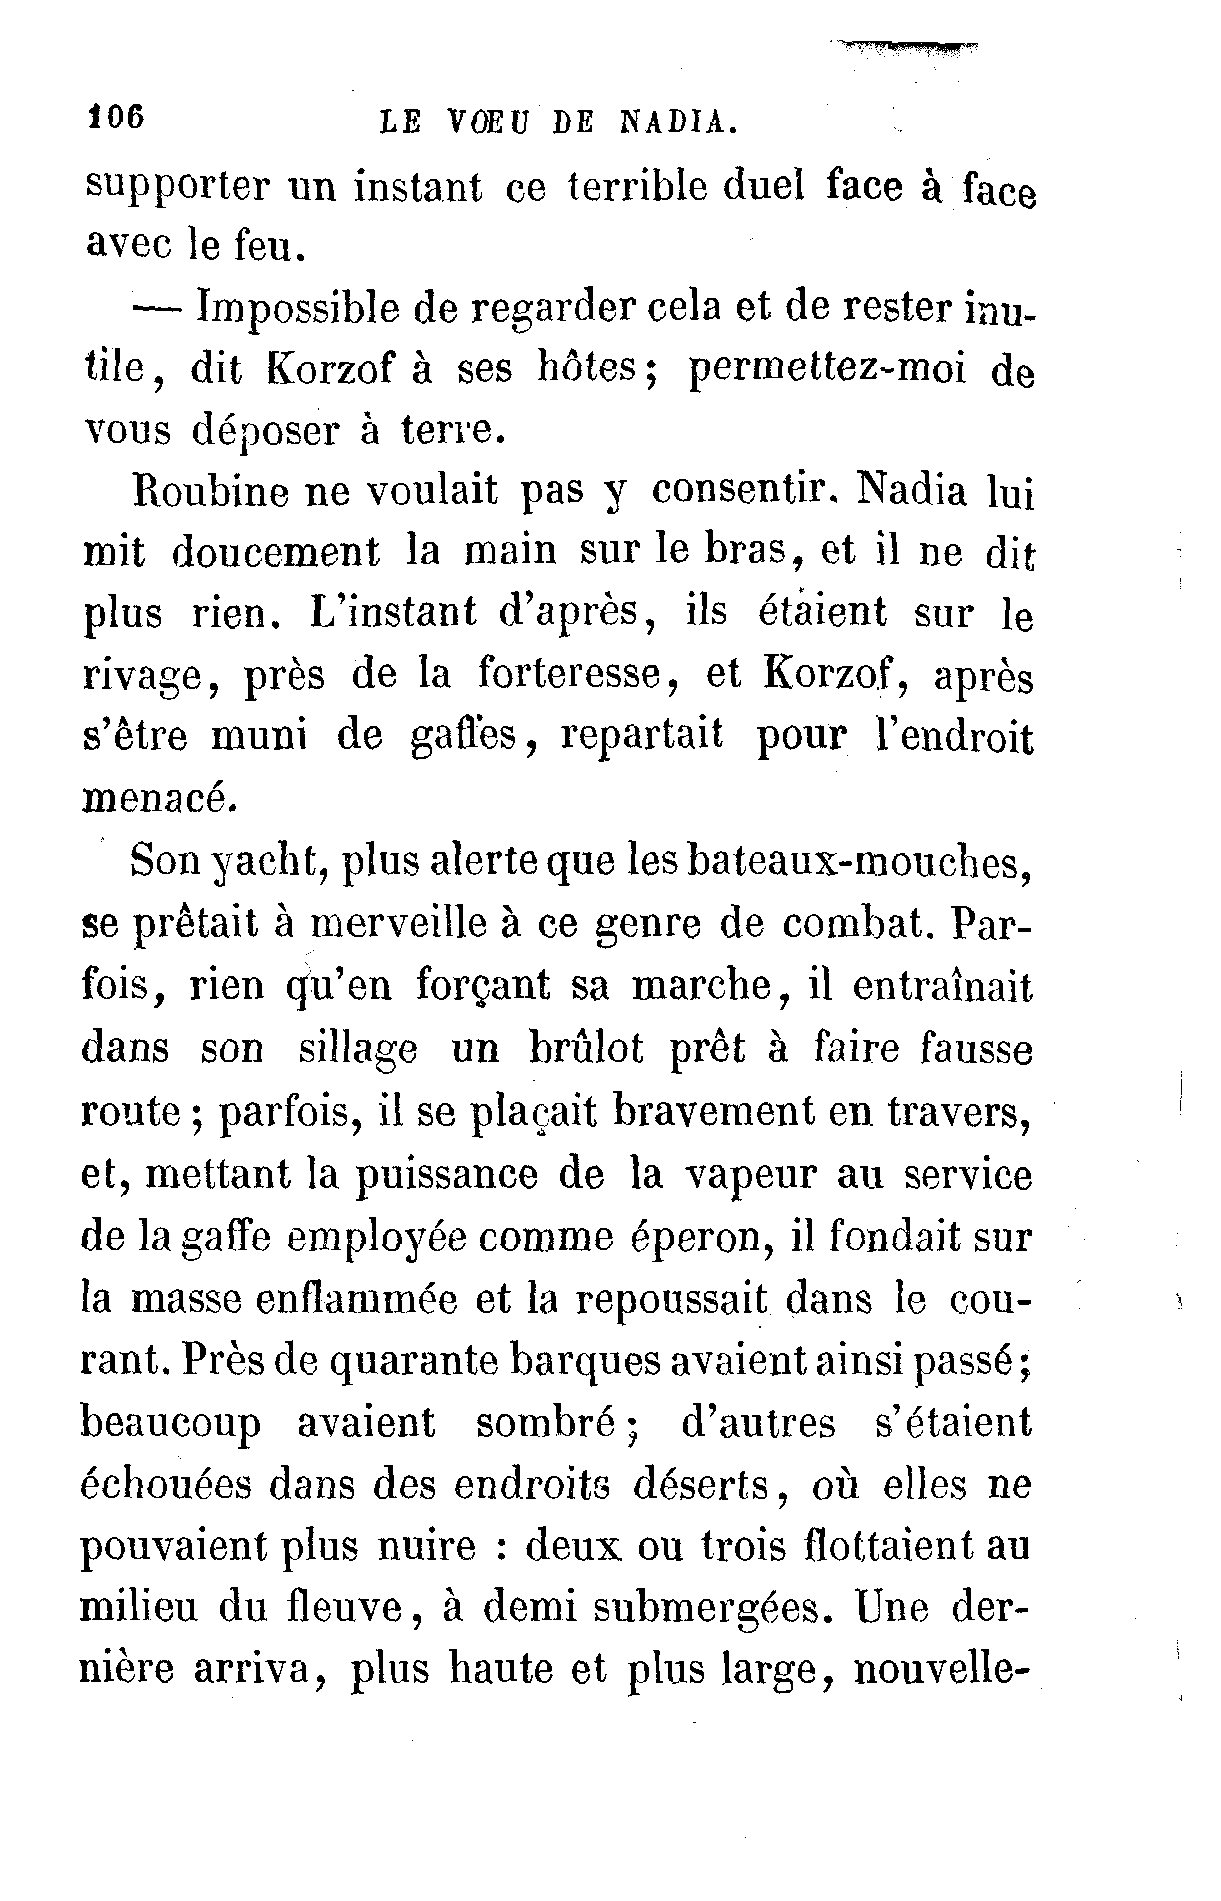 106 LE VŒU DE NADIA.
supporter un instant ce terrible duel face à face
avec le feu.
— Impossible de regarder cela et de rester inu-
tile, dit Korzof à ses hôtes; permettez-moi de
vous déposer à terre.
Roubine ne voulait pas y consentir. Nadia lui
mit doucement la main sur le bras, et il ne dit
plus rien. L'instant d'après, ils étaient sur le
rivage, près de la forteresse, et Korzof, après
s'être muni de gaffes, repartait pour l'endroit
menacé.
Son yacht, plus alerte que les bateaux-mouches,
se prêtait à merveille à ce genre de combat. Par-
fois, rien qu'en forçant sa marche, il entraînait
dans son sillage un brûlot prêt à faire fausse
route; parfois, il se plaçait bravement en travers,
et, mettant la puissance de la vapeur au service
de la gaffe employée comme éperon, il fondait sur
la masse enflammée et la repoussait dans le cou-
rant. Près de quarante barques avaient ainsi passé;
beaucoup avaient sombré; d'autres s'étaient
échouées dans des endroits déserts, où elles ne
pouvaient plus nuire : deux ou trois flottaient au
milieu du fleuve, à demi submergées. Une der-
nière arriva, plus haute et plus large, nouvelle-